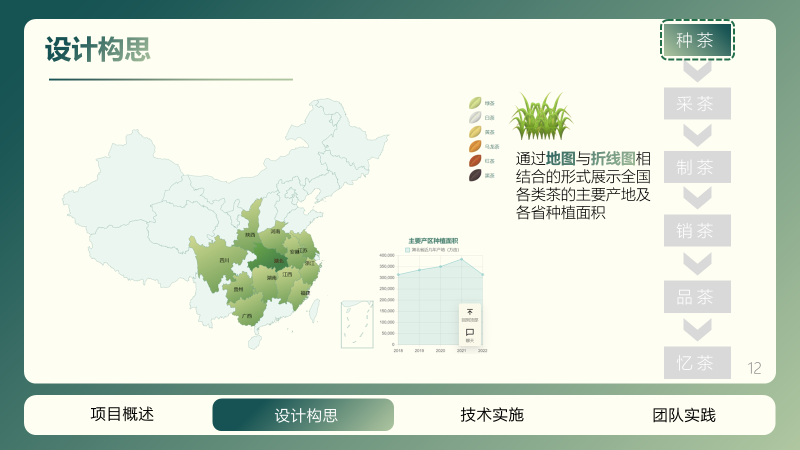 设计构思
种茶
采茶
制茶
销茶
品茶
忆茶
绿茶
白茶
黄茶
乌龙茶
红茶
黑茶
通过地图与折线图相
结合的形式展示全国
各类茶的主要产地及
各省种植面积
陕西
河南
安徽
江苏
四川
湖北
浙江
湖南
江西
贵州
福建
广西
主要产区种植面积
400,000
350,000
300,000
250,000
200,000
150,000
100,000
50,000
0
2018
2019
2020
2021
2022
12
项目概述
设计构思
技术实施
团队实践